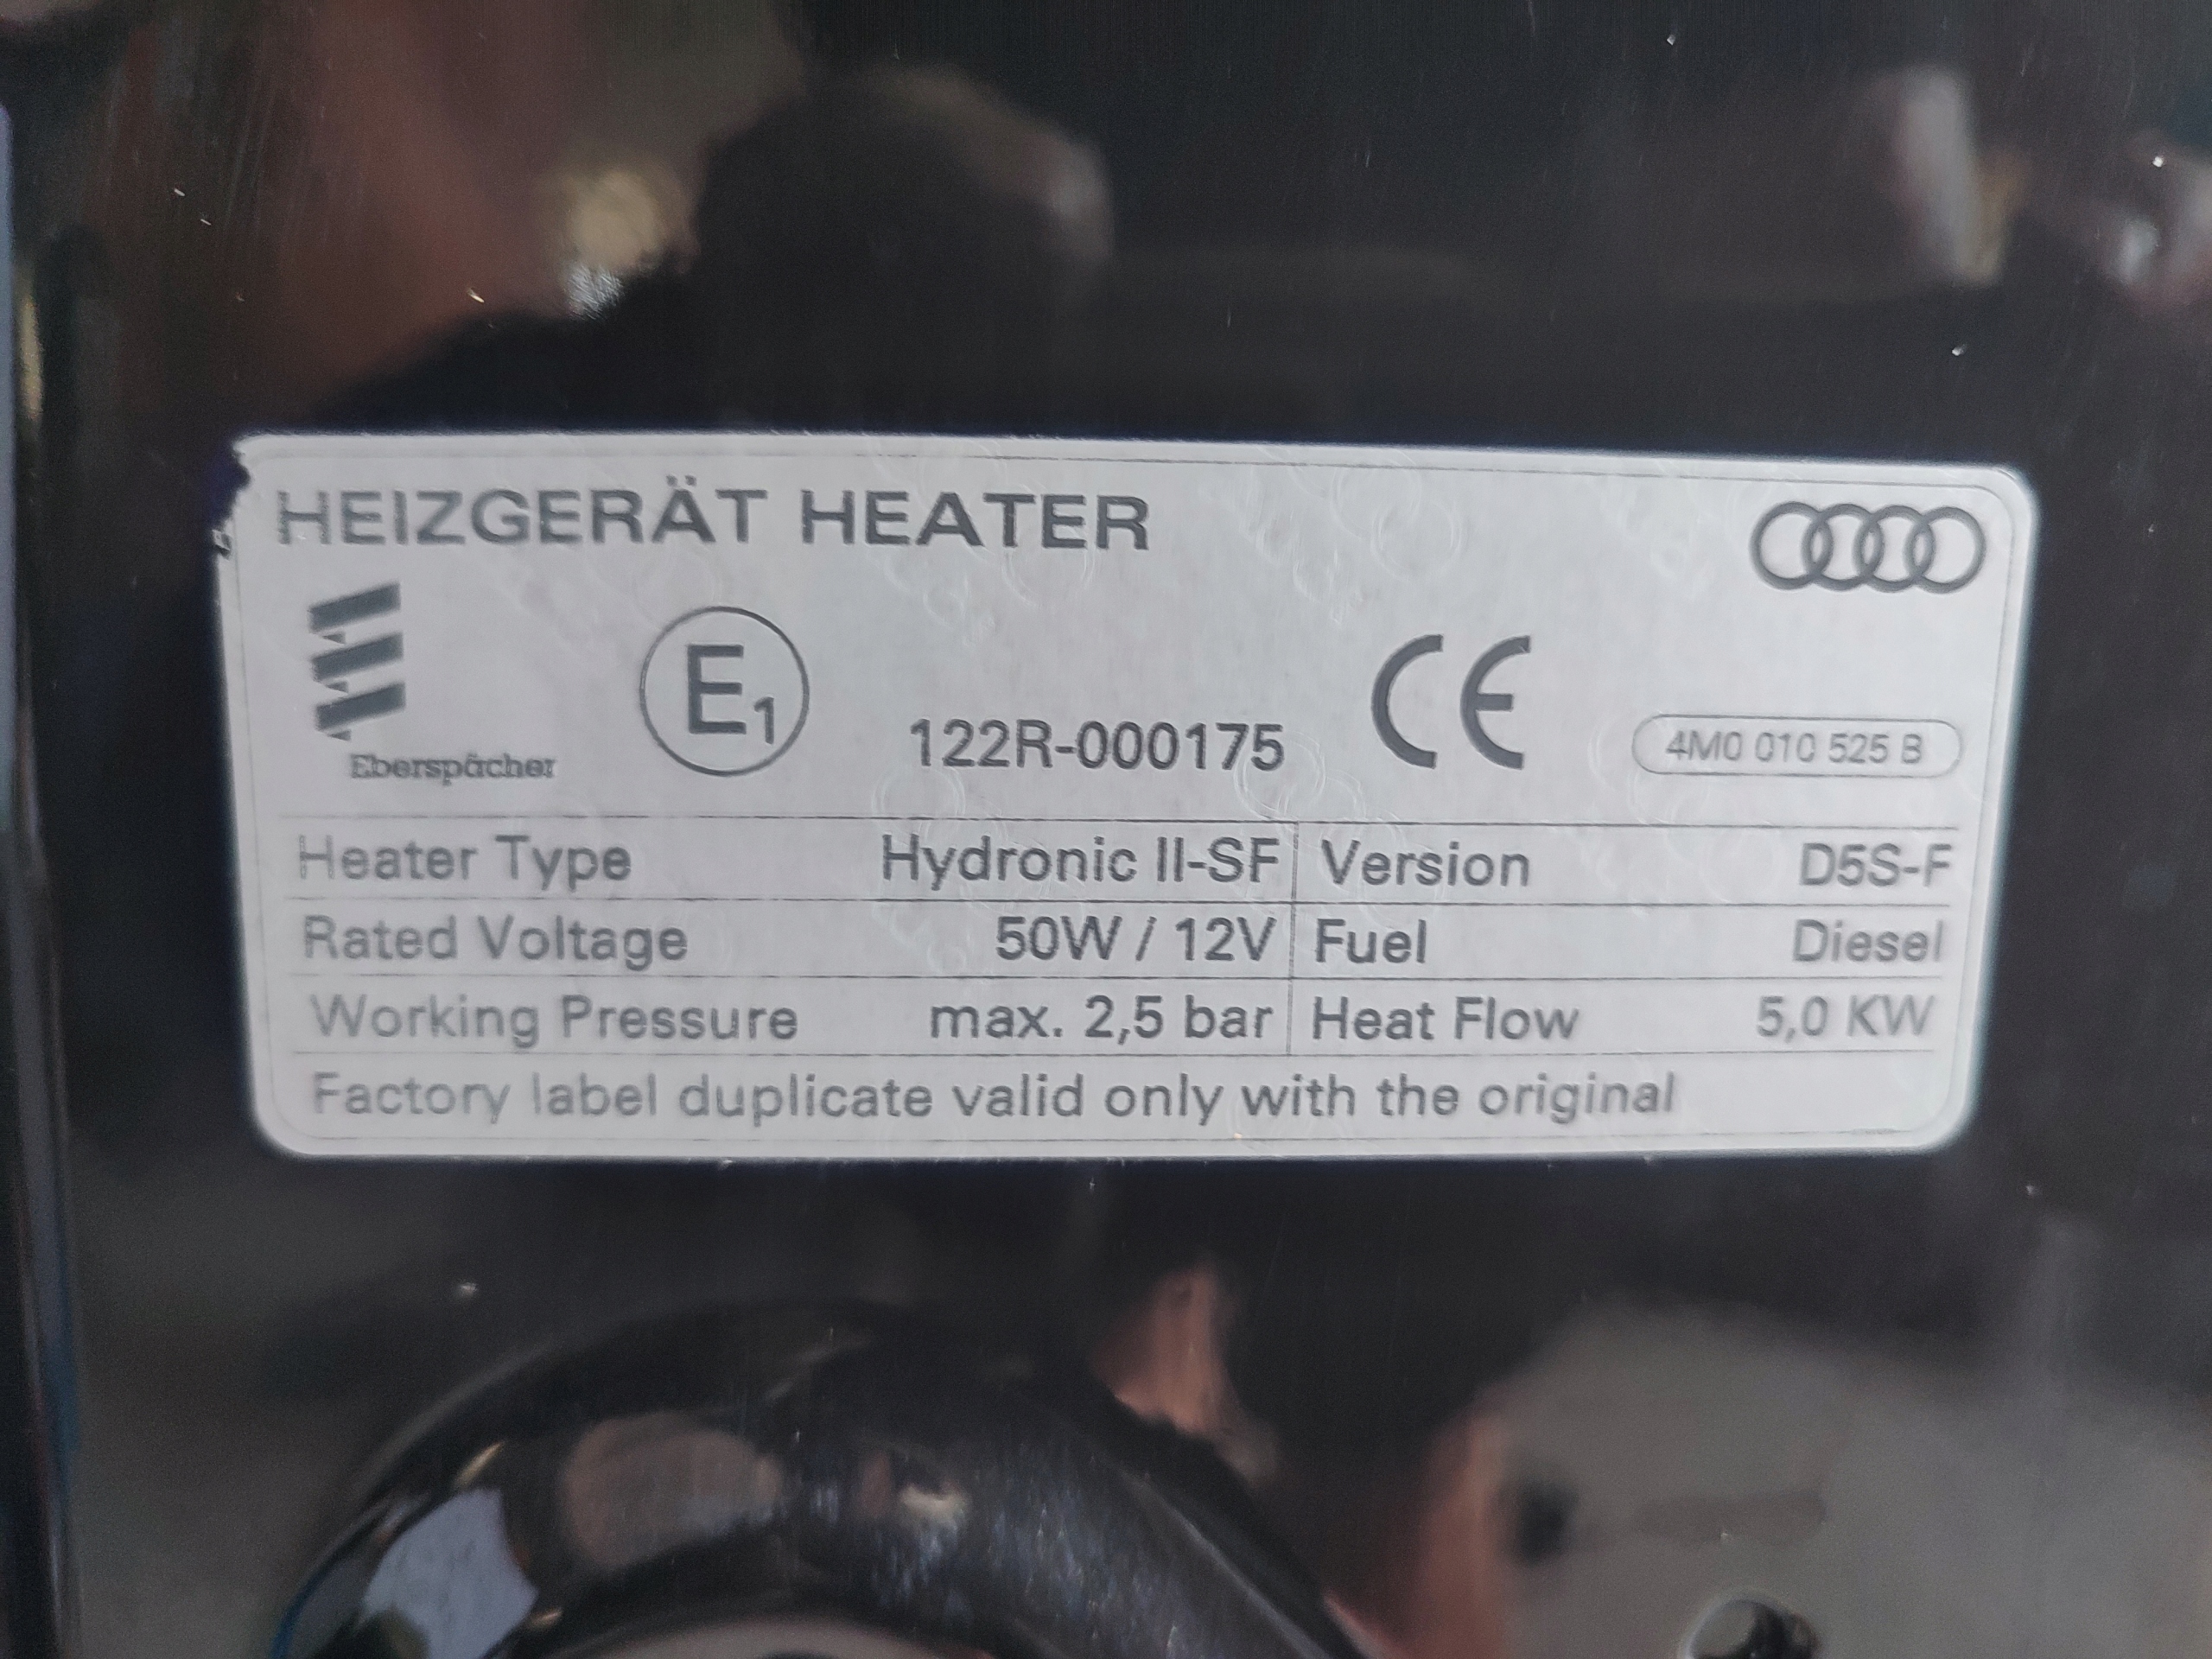 HEIZGERÄT HEATER
Eberspächer
E1
122R-000175
CE
4M0 010 525 B
Heater Type Hydronic II-SF Version D5S-F
Rated Voltage 50W / 12V Fuel Diesel
Working Pressure max. 2,5 bar Heat Flow 5,0 KW
Factory label duplicate valid only with the original